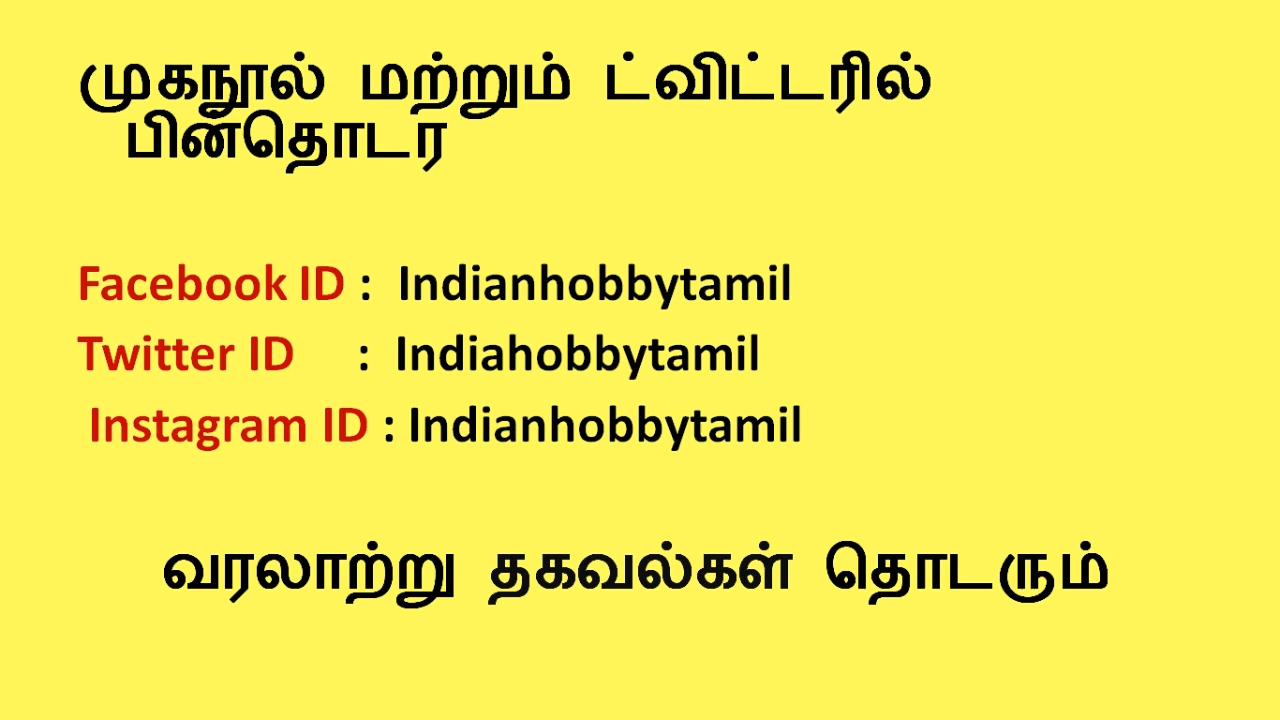 முகநூல் மற்றும் ட்விட்டரில்
பின்தொடர
Facebook ID : Indianhobbytamil
Twitter ID : Indiahobbytamil
Instagram ID : Indianhobbytamil
வரலாற்று தகவல்கள் தொடரும்